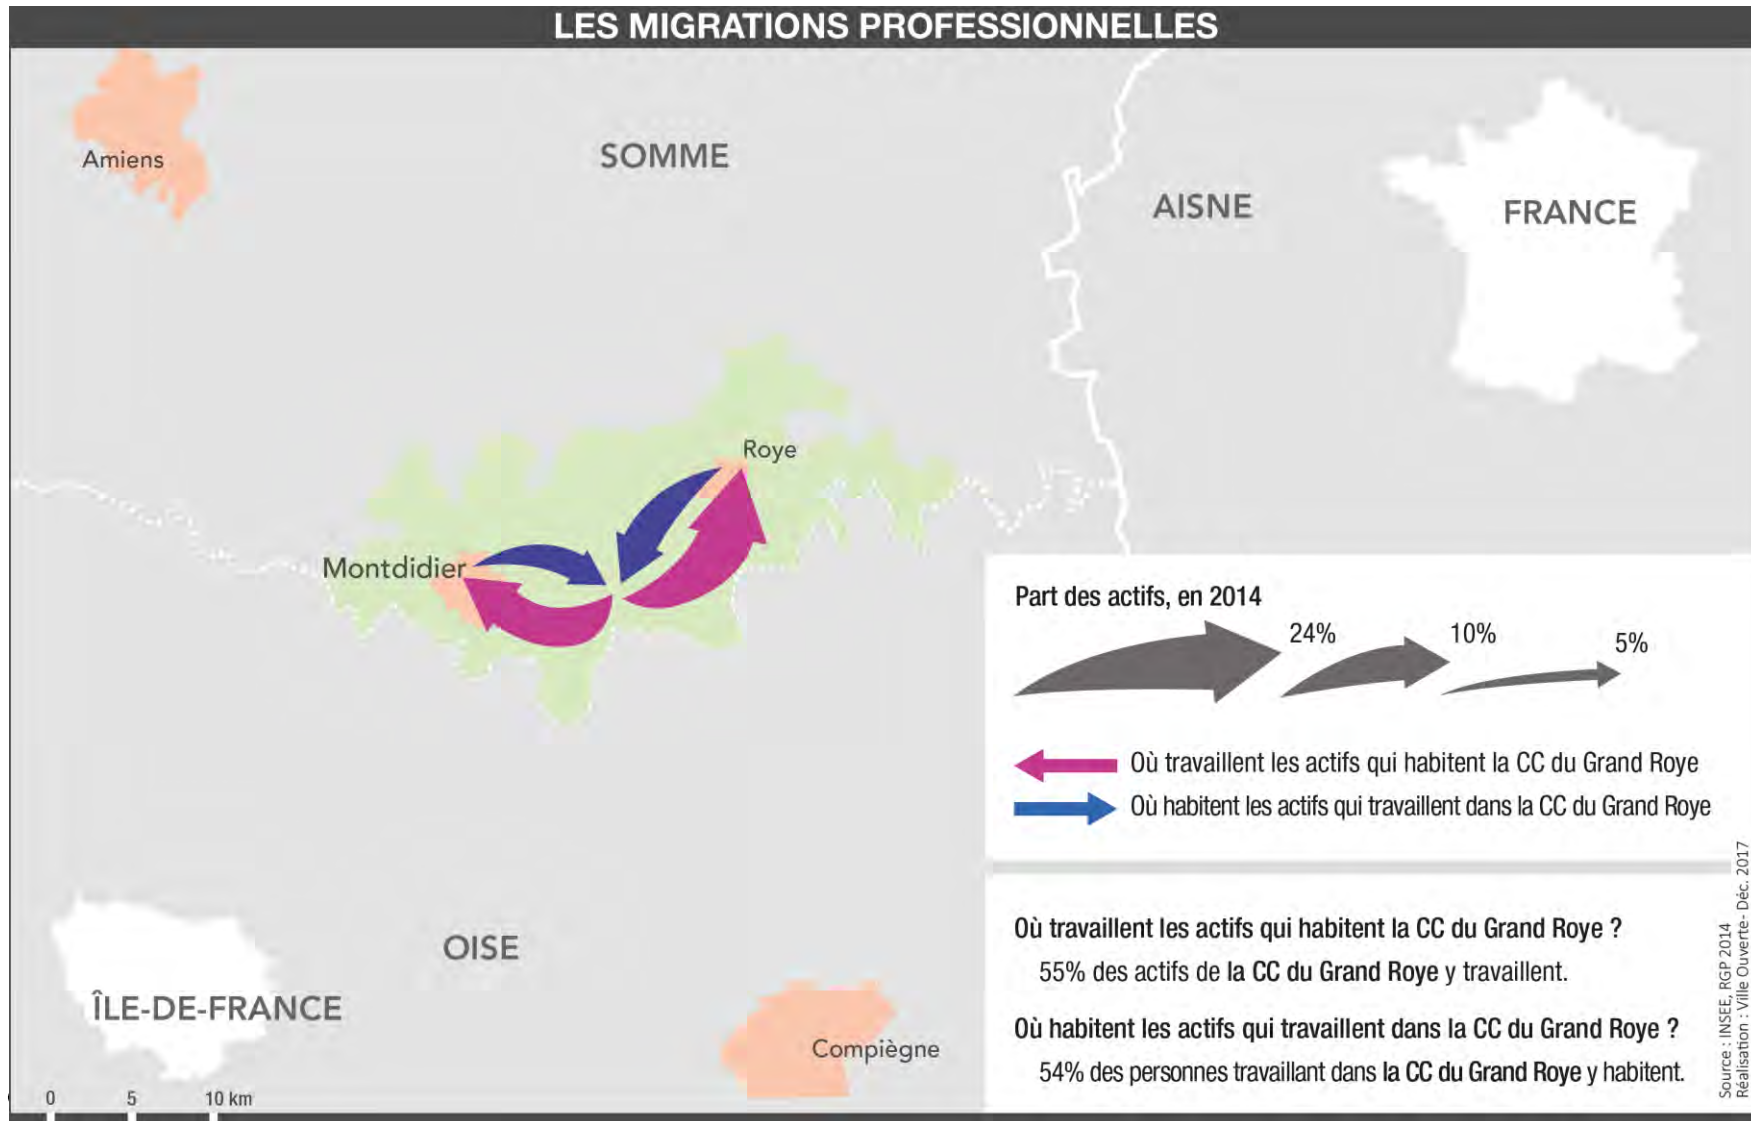 LES MIGRATIONS PROFESSIONNELLES
Amiens
SOMME
AISNE
FRANCE
Roye
Montdidier
Part des actifs, en 2014
24%
10%
5%
Où travaillent les actifs qui habitent la CC du Grand Roye
Où habitent les actifs qui travaillent dans la CC du Grand Roye
Où travaillent les actifs qui habitent la CC du Grand Roye ?
55% des actifs de la CC du Grand Roye y travaillent.
Où habitent les actifs qui travaillent dans la CC du Grand Roye ?
54% des personnes travaillant dans la CC du Grand Roye y habitent.
OISE
ÎLE-DE-FRANCE
Compiègne
0 5 10 km
Source : INSEE, RGP 2014
Réalisation : Ville Ouverte- Déc. 2017